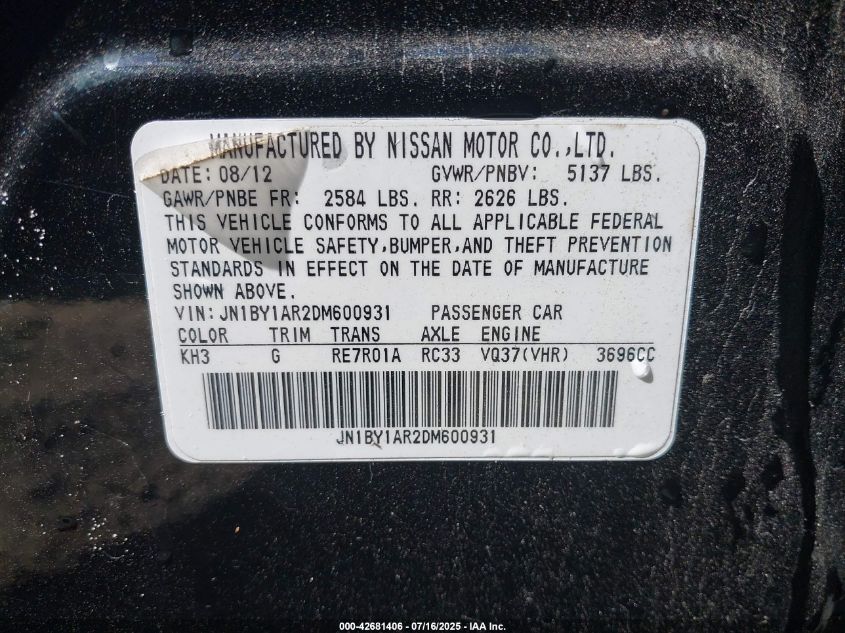 MANUFACTURED BY NISSAN MOTOR CO.,LTD.
DATE: 08/12 GVWR/PNBV: 5137 LBS.
GAWR/PNBE FR: 2584 LBS. RR: 2626 LBS.
THIS VEHICLE CONFORMS TO ALL APPLICABLE FEDERAL
MOTOR VEHICLE SAFETY,BUMPER,AND THEFT PREVENTION
STANDARDS IN EFFECT ON THE DATE OF MANUFACTURE
SHOWN ABOVE.
VIN: JN1BY1AR2DM600931 PASSENGER CAR
COLOR TRIM TRANS AXLE ENGINE
KH3 G RE7R01A RC33 VQ37(VHR) 3696CC
JN1BY1AR2DM600931
000-42681406 - 07/16/2025 - IAA Inc.